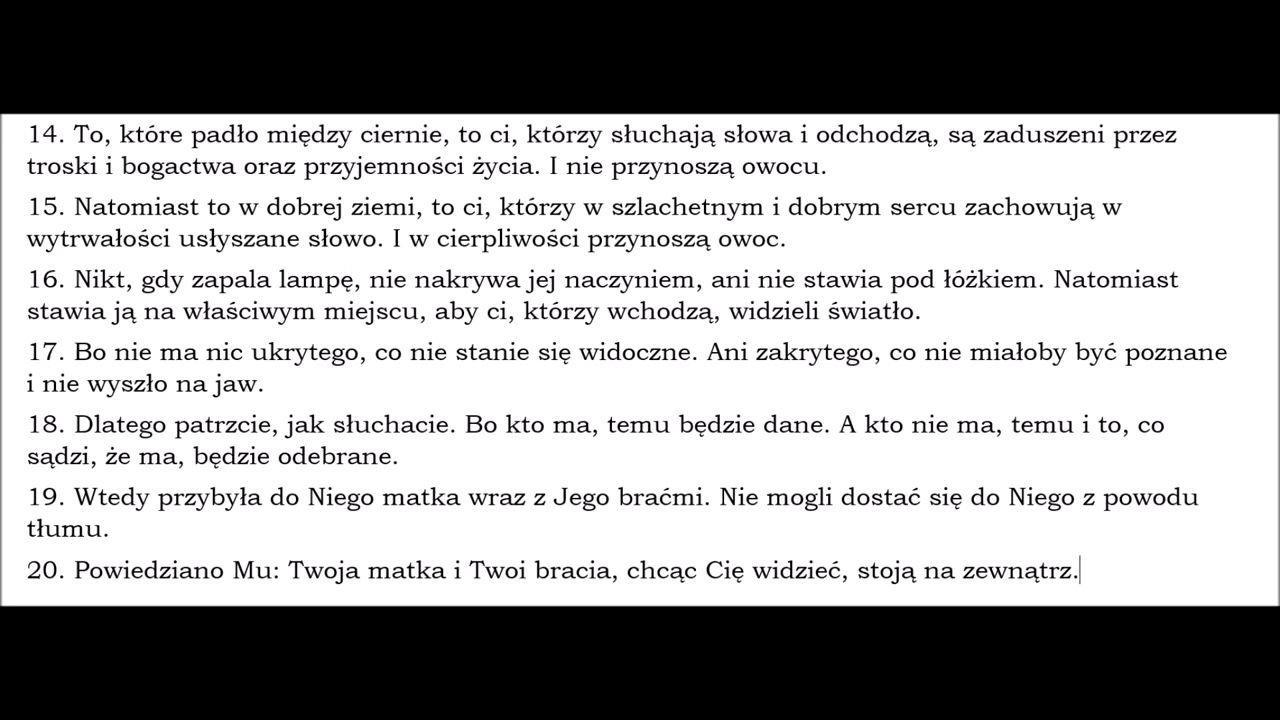 14. To, które padło między ciernie, to ci, którzy słuchają słowa i odchodzą, są zaduszeni przez
troski i bogactwa oraz przyjemności życia. I nie przynoszą owocu.
15. Natomiast to w dobrej ziemi, to ci, którzy w szlachetnym i dobrym sercu zachowują w
wytrwałości usłyszane słowo. I w cierpliwości przynoszą owoc.
16. Nikt, gdy zapala lampę, nie nakrywa jej naczyniem, ani nie stawia pod łóżkiem. Natomiast
stawia ją na właściwym miejscu, aby ci, którzy wchodzą, widzieli światło.
17. Bo nie ma nic ukrytego, co nie stanie się widoczne. Ani zakrytego, co nie miałoby być poznane
i nie wyszło na jaw.
18. Dlatego patrzcie, jak słuchacie. Bo kto ma, temu będzie dane. A kto nie ma, temu i to, co
sądzi, że ma, będzie odebrane.
19. Wtedy przybyła do Niego matka wraz z Jego braćmi. Nie mogli dostać się do Niego z powodu
tłumu.
20. Powiedziano Mu: Twoja matka i Twoi bracia, chcąc Cię widzieć, stoją na zewnątrz.